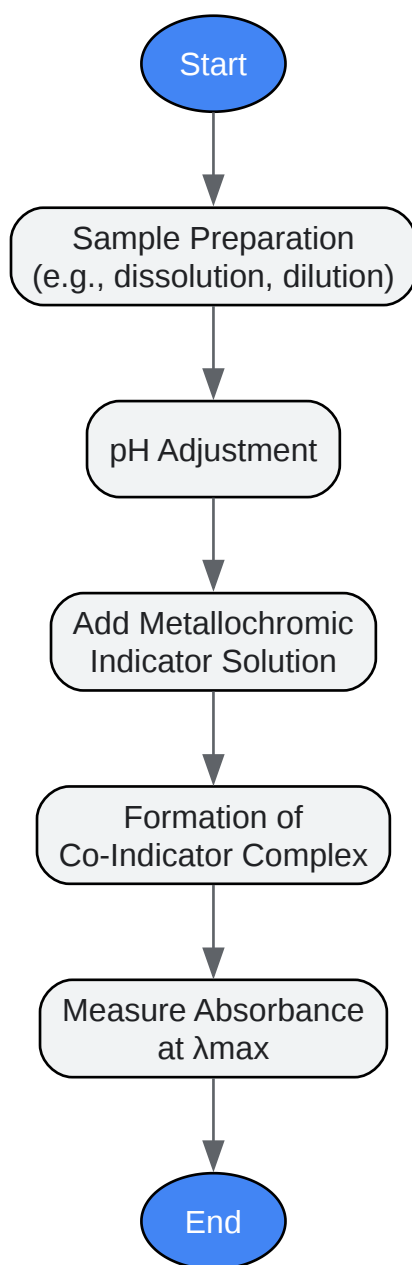 Start
Sample Preparation
(e.g., dissolution, dilution)
pH Adjustment
Add Metallochromic
Indicator Solution
Formation of
Co-Indicator Complex
Measure Absorbance
at λmax
End